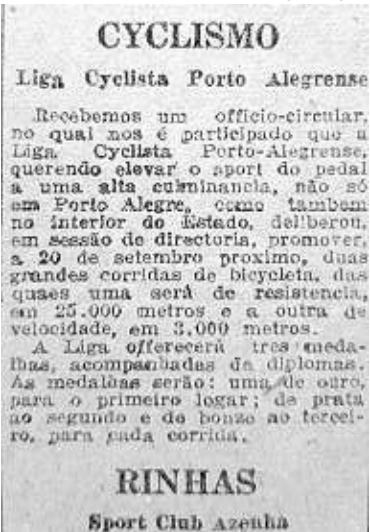 CYCLISMO
Liga Cyclista Porto Alegrense
Recebemos um officio-circular,
no qual nos é participado que a
Liga Cyclista Porto-Alegrense,
querendo elevar o sport do pedal
a uma alta culminancia, não só
em Porto Alegre, como tambem
no interior do Estado, deliberou,
em sessão de directoria, promover,
a 20 de setembro proximo, duas
grandes corridas de bicycleta, das
quaes uma será de resistencia,
em 25.000 metros e a outra de
velocidade, em 3.000 metros.
A Liga offerecerá tres meda-
lhas, acompanhadas de diplomas.
As medalhas serão: uma de ouro,
para o primeiro logar; de prata
ao segundo e de bonze ao tercei-
ro, para cada corrida.
RINHAS
Sport Club Azenha